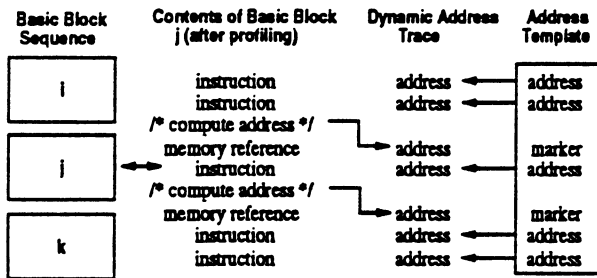 Basic Block Sequence
Contents of Basic Block j (after profiling)
Dynamic Address Trace
Address Template
i
j
k
instruction address address
instruction address address
/* compute address */
memory reference address marker
instruction address address
/* compute address */
memory reference address marker
instruction address address
instruction address address